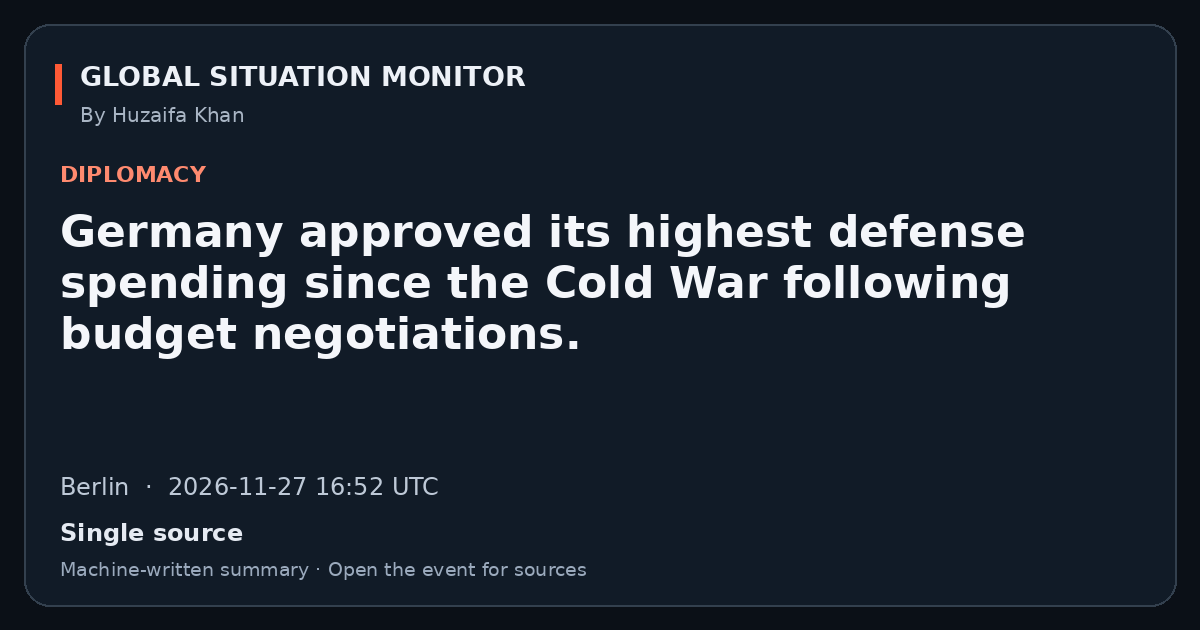 GLOBAL SITUATION MONITOR
By Huzaifa Khan
DIPLOMACY
Germany approved its highest defense
spending since the Cold War following
budget negotiations.
Berlin · 2026-11-27 16:52 UTC
Single source
Machine-written summary · Open the event for sources